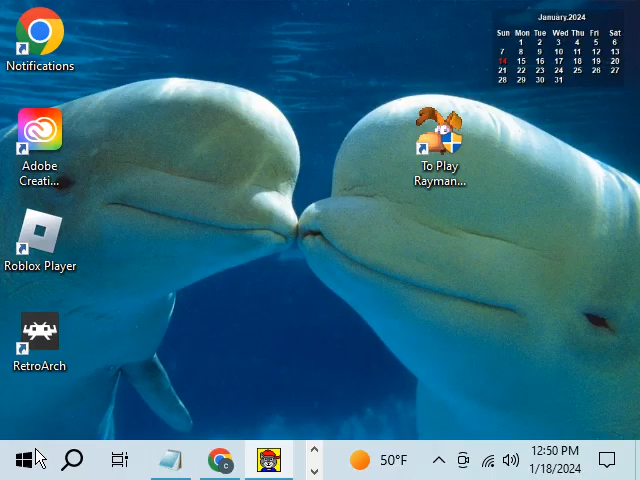 January.2024
Sun Mon Tue Wed Thu Fri Sat
1 2 3 4 5 6
7 8 9 10 11 12 13
14 15 16 17 18 19 20
21 22 23 24 25 26 27
28 29 30 31
Notifications
Adobe
Creati...
To Play
Rayman...
Roblox Player
RetroArch
C
50°F
12:50 PM
1/18/2024